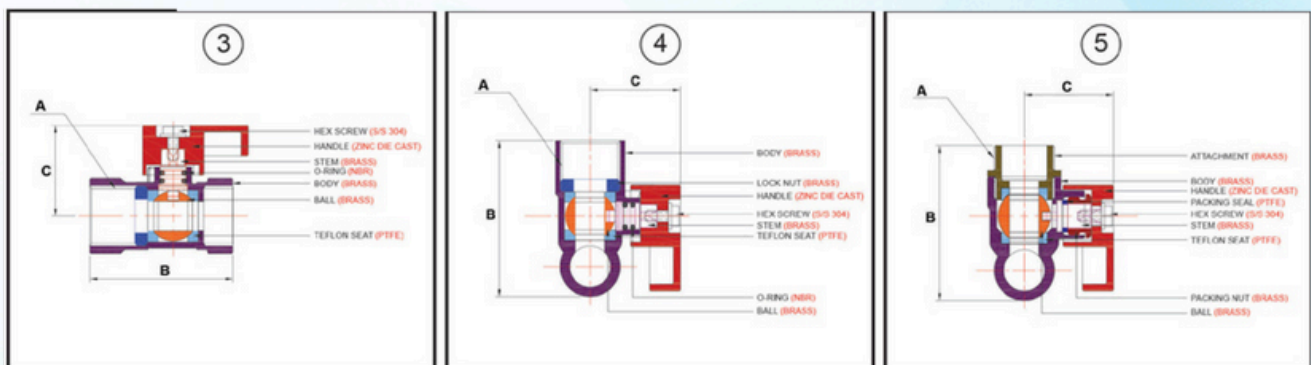 3
A
C
B
HEX SCREW (S/S 304)
HANDLE (ZINC DIE CAST)
STEM (BRASS)
O-RING (NBR)
BODY (BRASS)
BALL (BRASS)
TEFLON SEAT (PTFE)
4
C
A
B
BODY (BRASS)
LOCK NUT (BRASS)
HANDLE (ZINC DIE CAST)
HEX SCREW (S/S 304)
STEM (BRASS)
TEFLON SEAT (PTFE)
O-RING (NBR)
BALL (BRASS)
5
C
A
B
ATTACHMENT (BRASS)
BODY (BRASS)
HANDLE (ZINC DIE CAST)
PACKING SEAL (PTFE)
HEX SCREW (S/S 304)
STEM (BRASS)
TEFLON SEAT (PTFE)
PACKING NUT (BRASS)
BALL (BRASS)